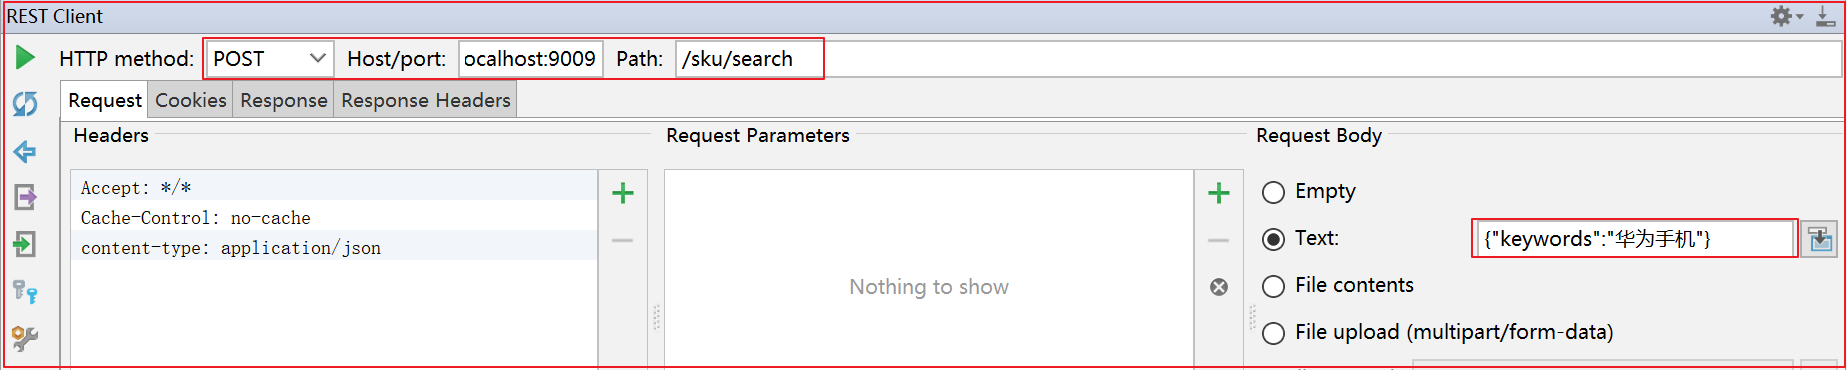 REST Client
HTTP method: POST Host/port: ocalhost:9009 Path: /sku/search
Request Cookies Response Response Headers
Headers Request Parameters Request Body
Accept: */*
Cache-Control: no-cache
content-type: application/json
Nothing to show
Empty
Text: {"keywords":"华为手机"}
File contents
File upload (multipart/form-data)